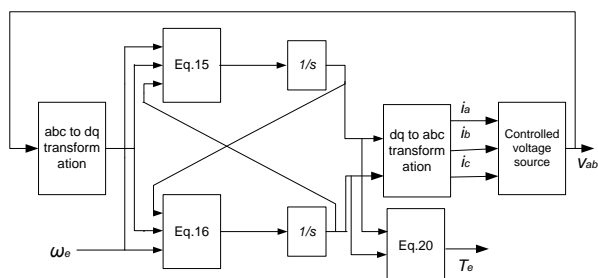 Eq.15
1/s
abc to dq
transform
ation
dq to abc
transform
ation
ia
ib
ic
Controlled
voltage
source
vab
Eq.16
1/s
Eq.20
ωe
Te